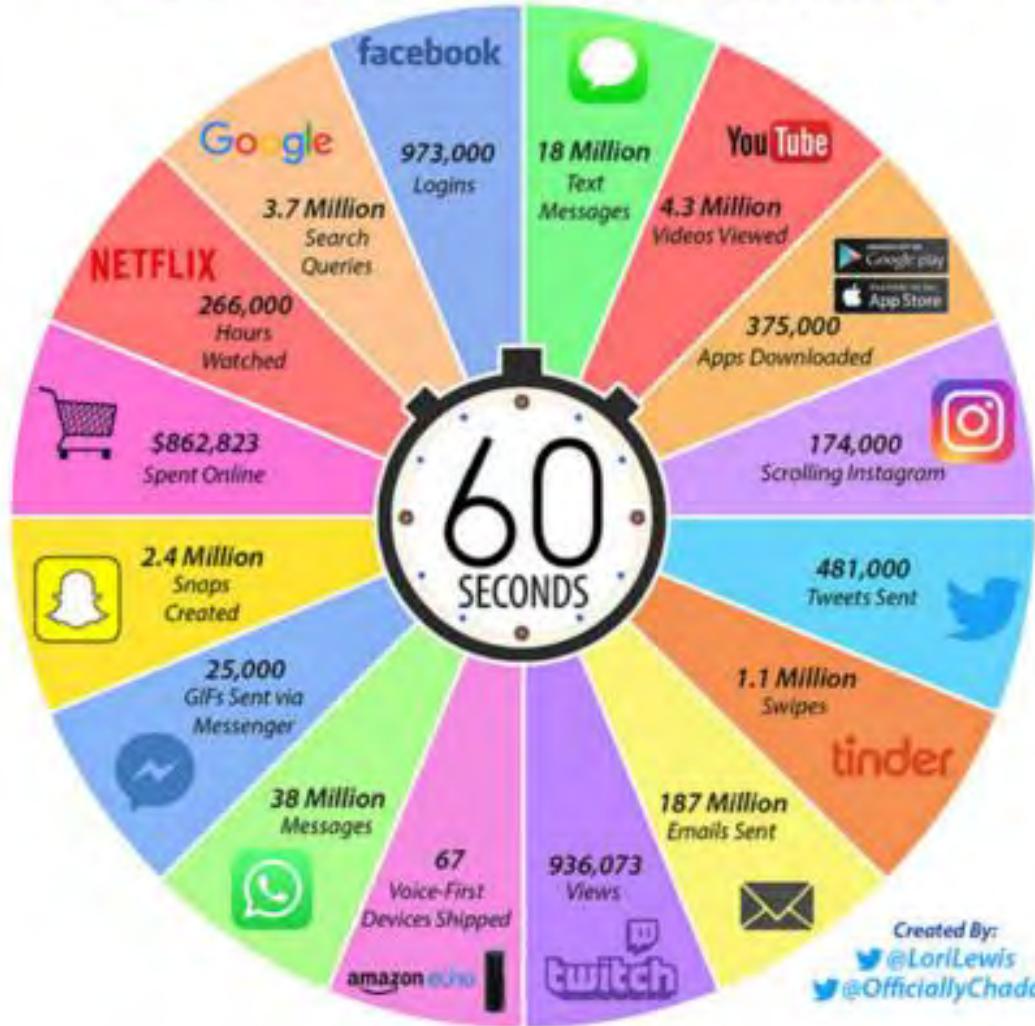 facebook
973,000
Logins
18 Million
Text
Messages
YouTube
4.3 Million
Videos Viewed
Google play
App Store
375,000
Apps Downloaded
174,000
Scrolling Instagram
481,000
Tweets Sent
1.1 Million
Swipes
tinder
187 Million
Emails Sent
936,073
Views
twitch
67
Voice-First
Devices Shipped
amazon echo
38 Million
Messages
25,000
GIFs Sent via
Messenger
2.4 Million
Snaps
Created
$862,823
Spent Online
NETFLIX
266,000
Hours
Watched
Google
3.7 Million
Search
Queries
60
SECONDS
Created By:
@LoriLewis
@OfficiallyChadd